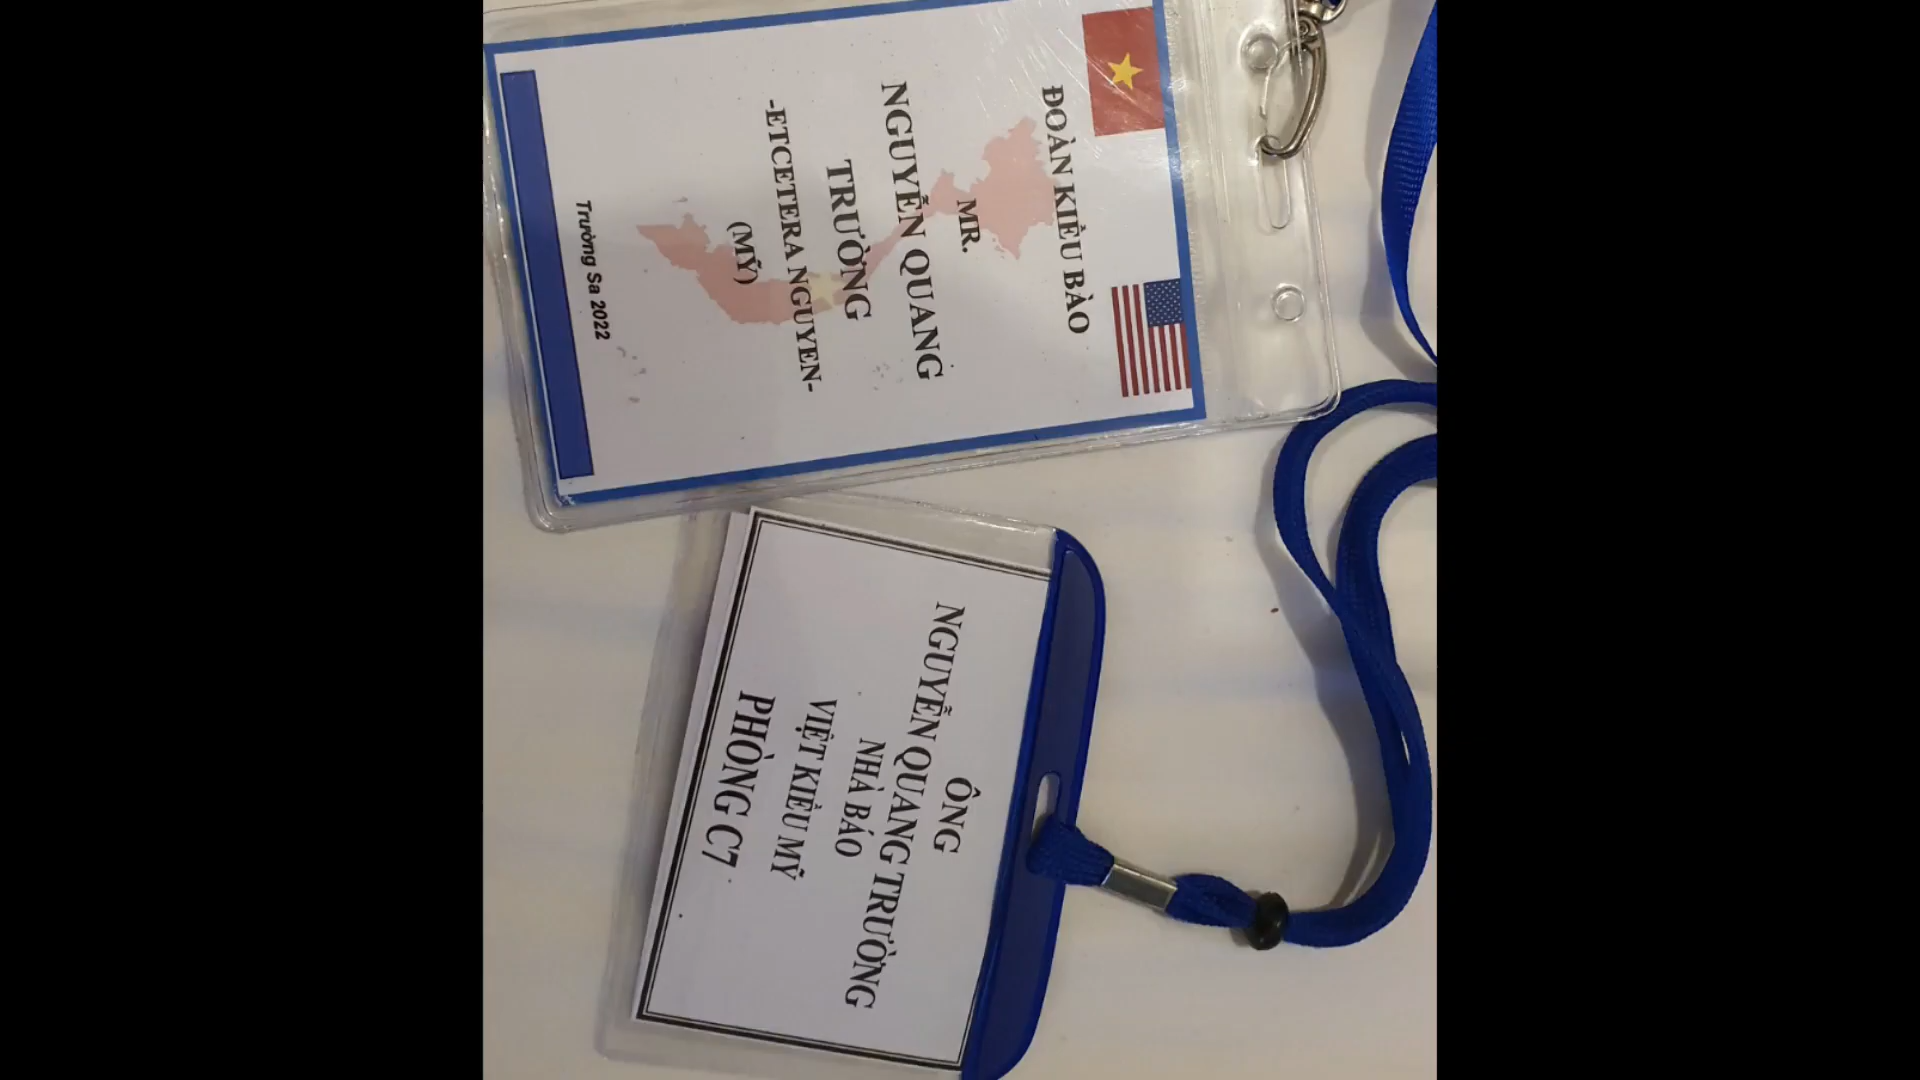 ĐOÀN KIỀU BÀO
MR.
NGUYỄN QUANG
TRƯỜNG
-ETCETERA NGUYEN-
(MỸ)
Trường Sa 2022
ÔNG
NGUYỄN QUANG TRƯỜNG
NHÀ BÁO
VIỆT KIỀU MỸ
PHÒNG C7